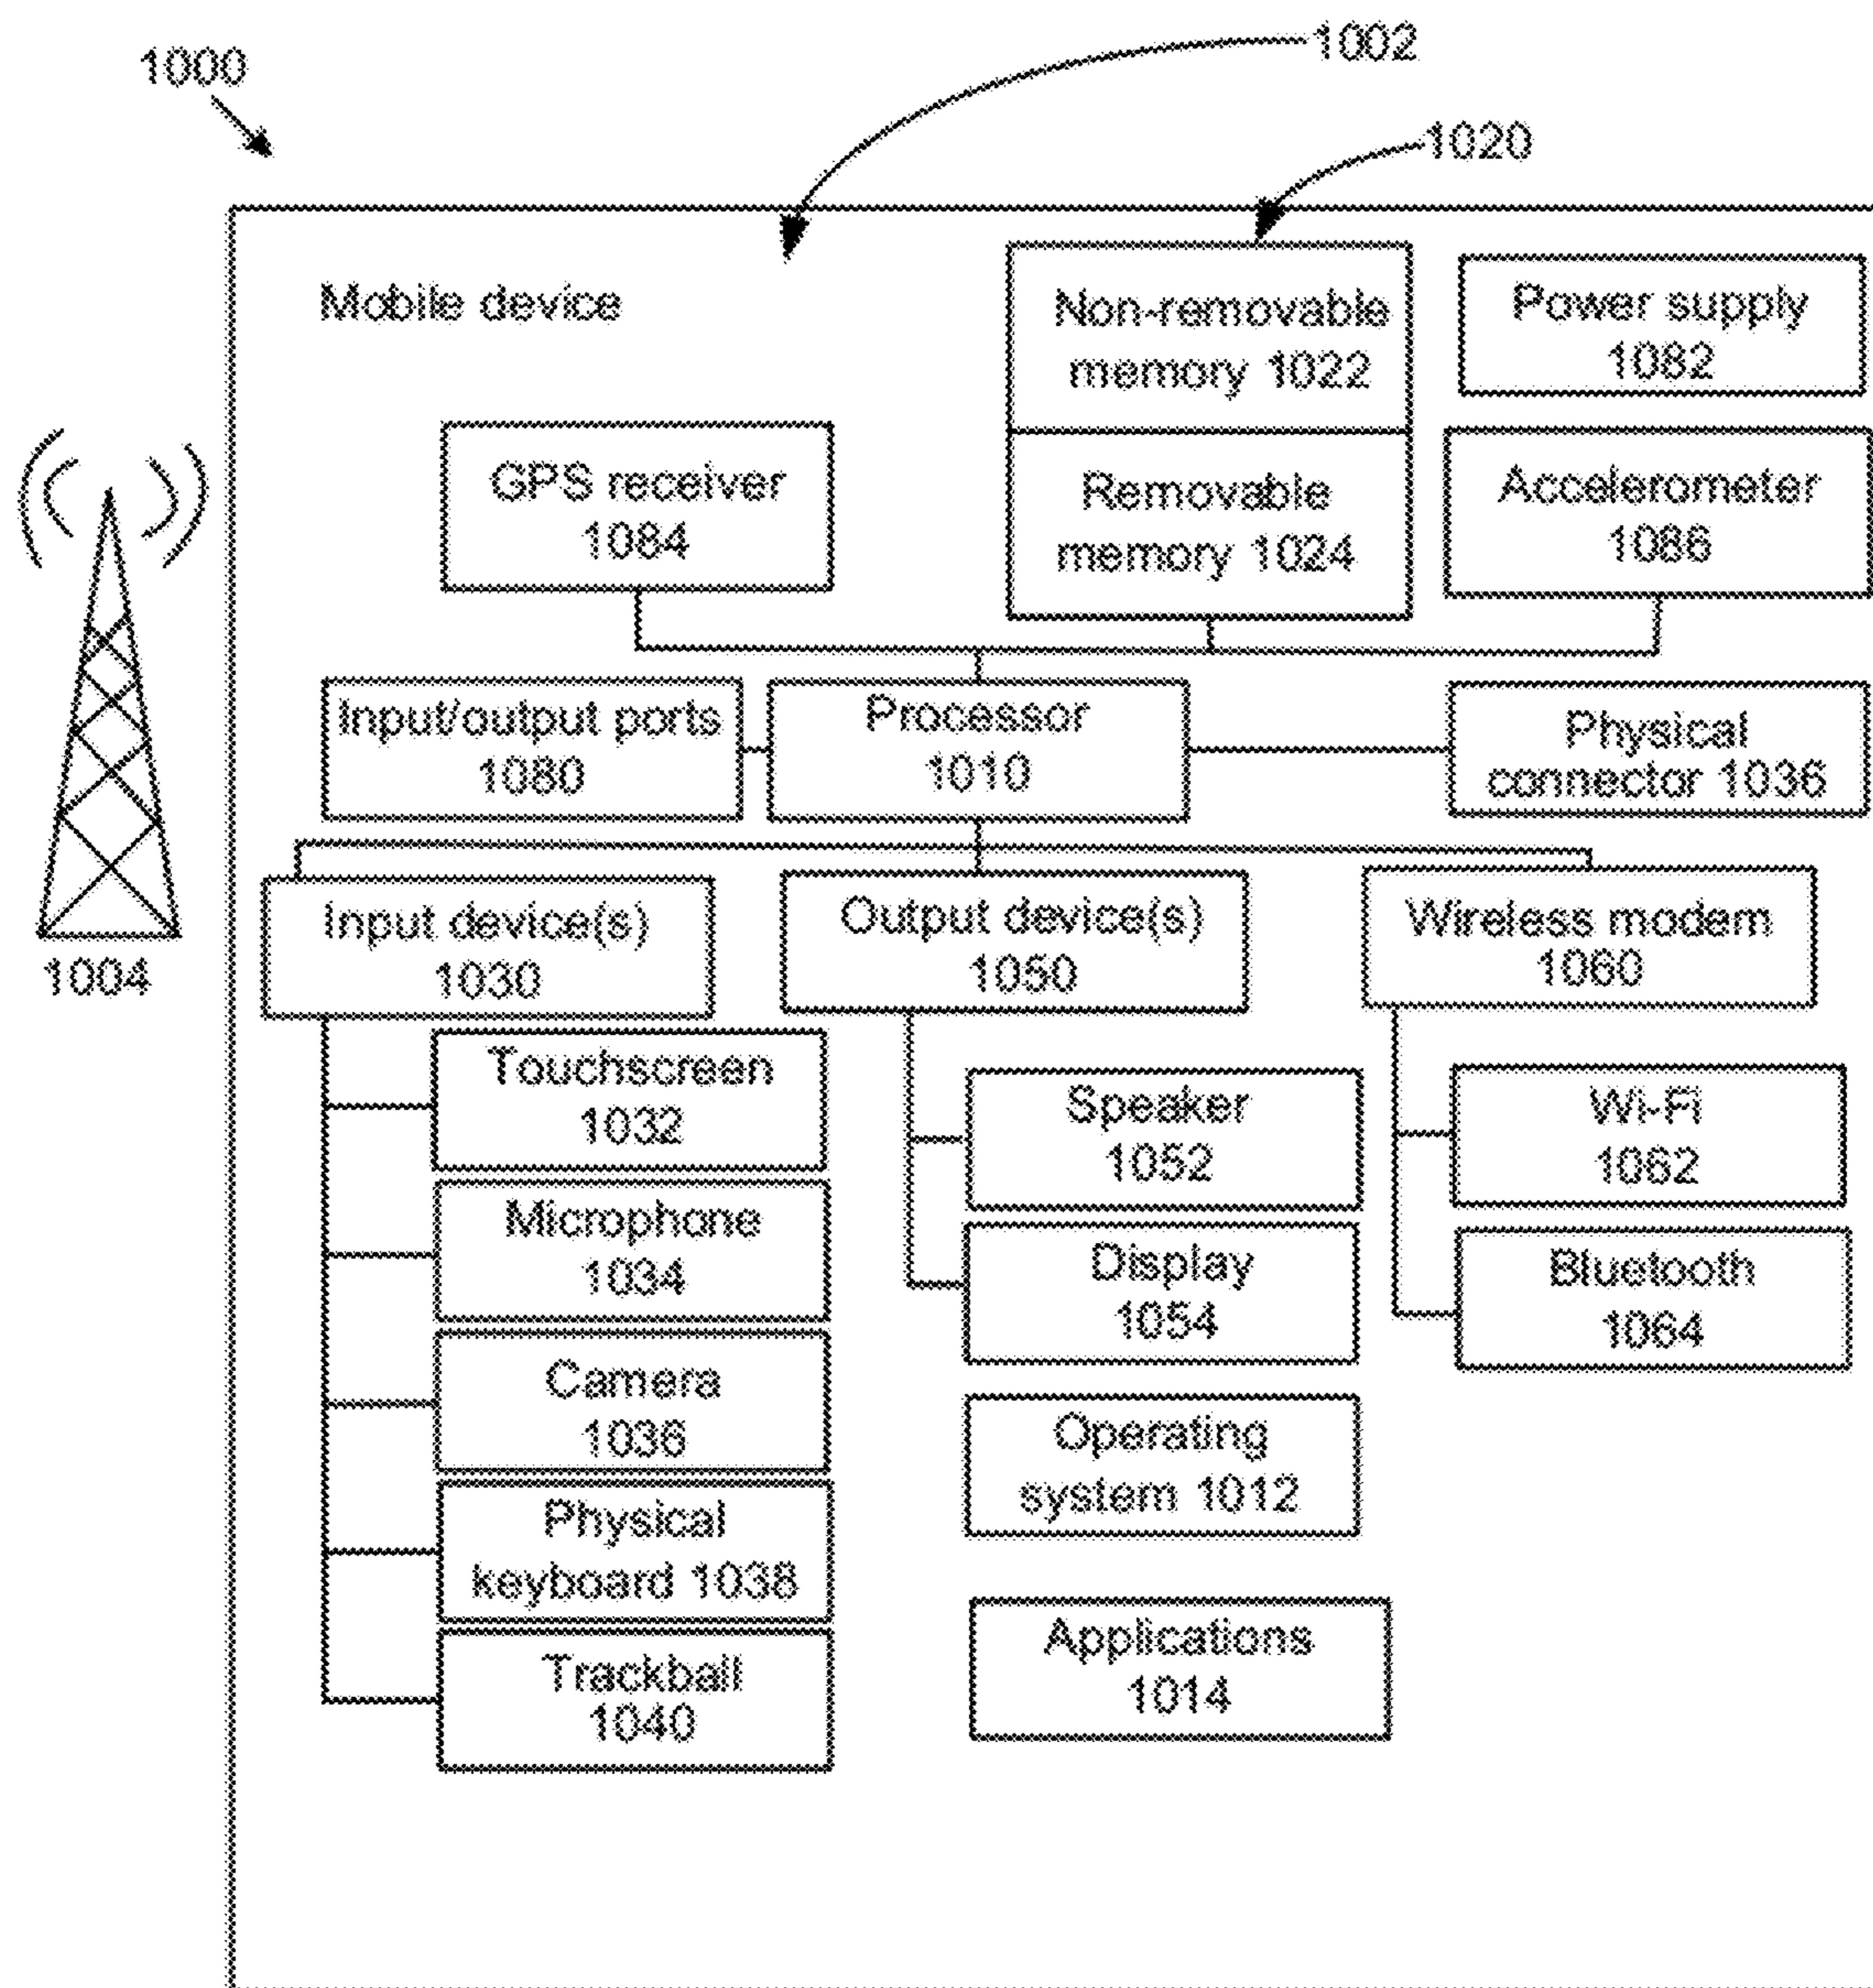 1000
1002
1020
Mobile device
Non-removable
memory 1022
Power supply
1082
GPS receiver
1084
Removable
memory 1024
Accelerometer
1086
Input/output ports
1080
Processor
1010
Physical
connector 1036
1004
Input device(s)
1030
Output device(s)
1050
Wireless modem
1060
Touchscreen
1032
Microphone
1034
Camera
1036
Physical
keyboard 1038
Trackball
1040
Speaker
1052
Display
1054
Operating
system 1012
Applications
1014
Wi-Fi
1062
Bluetooth
1064